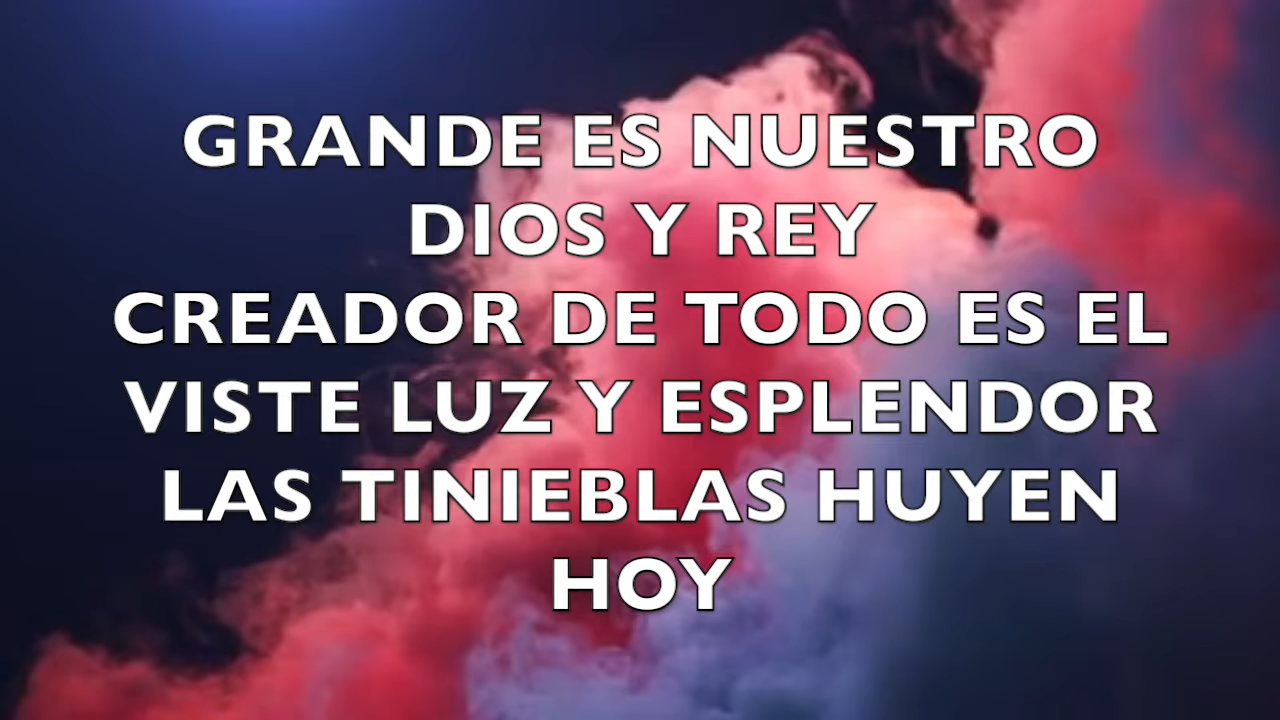 GRANDE ES NUESTRO
DIOS Y REY
CREADOR DE TODO ES EL
VISTE LUZ Y ESPLENDOR
LAS TINIEBLAS HUYEN
HOY